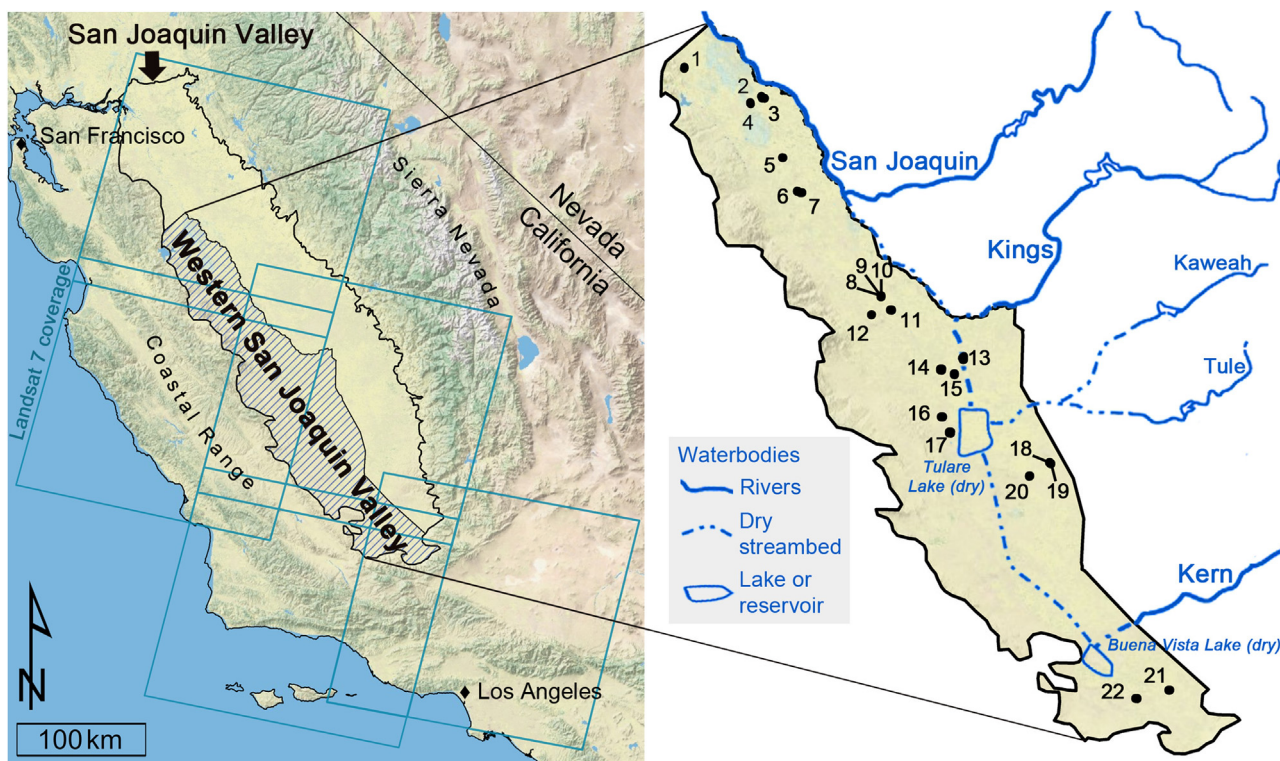 San Joaquin Valley
San Francisco
Sierra Nevada
Nevada
California
Western San Joaquin Valley
Landsat 7 coverage
Coastal Range
Los Angeles
N
100 km
1
2
3
4
San Joaquin
5
6
7
Kings
Kaweah
9
10
8
12
11
13
Tule
14
15
16
17
18
Tulare
Lake (dry)
20
19
Waterbodies
Rivers
Dry
streambed
Lake or
reservoir
Kern
Buena Vista Lake (dry)
21
22